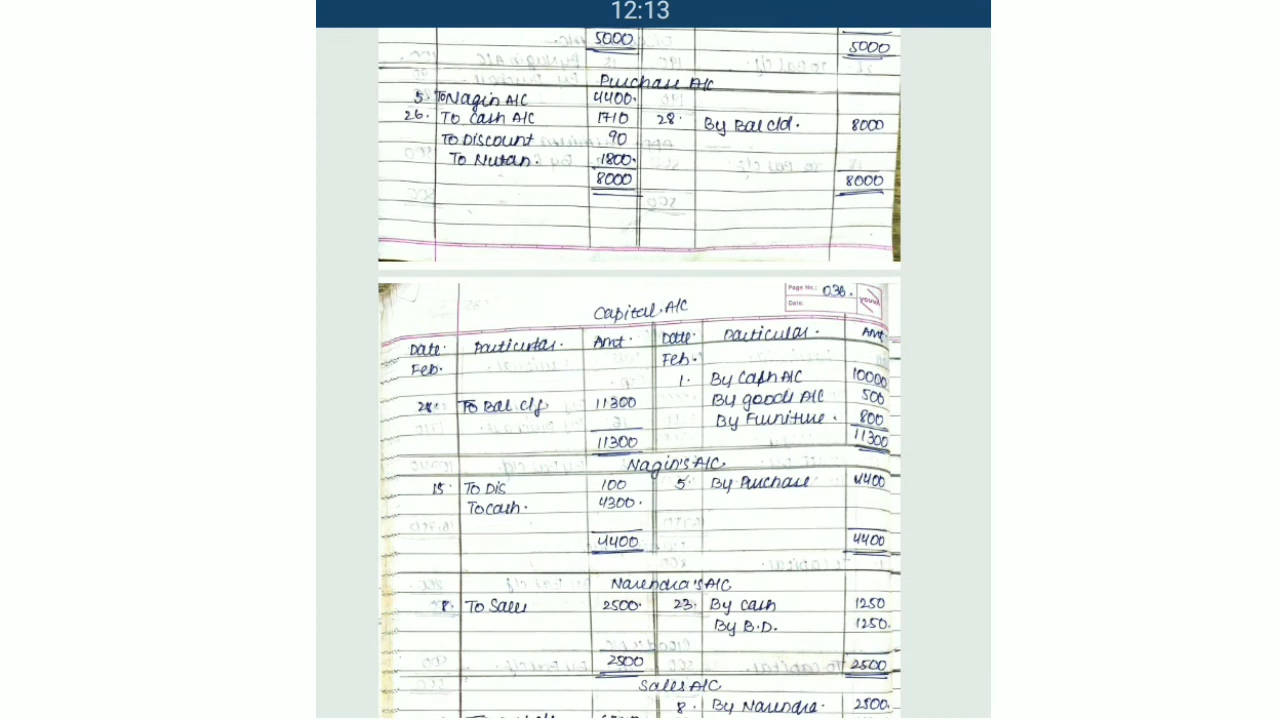 12:13
5000 5000
Purchase A/C
5. To Nagin A/C 4400.
26. To cash A/C 1710 28. By Bal c/d. 8000
To Discount 90
To Nutan. 1800.
8000 8000
Page No.: 036.
Date:
Capital A/C
Date. Particular. Amt. Date. Particular. Amt.
Feb. Feb.
1. By Cash A/C 10000
28. To Bal c/f. 11300 By goods A/C 500
By Furniture. 800
11300 11300
Nagin's A/C
15. To Dis 100 5. By Purchase 4400
To cash. 4300.
4400 4400
Narendra's A/C
8. To Sales 2500. 23. By cash 1250
By B.D. 1250.
2500 2500
Sales A/C
8. By Narendra. 2500.